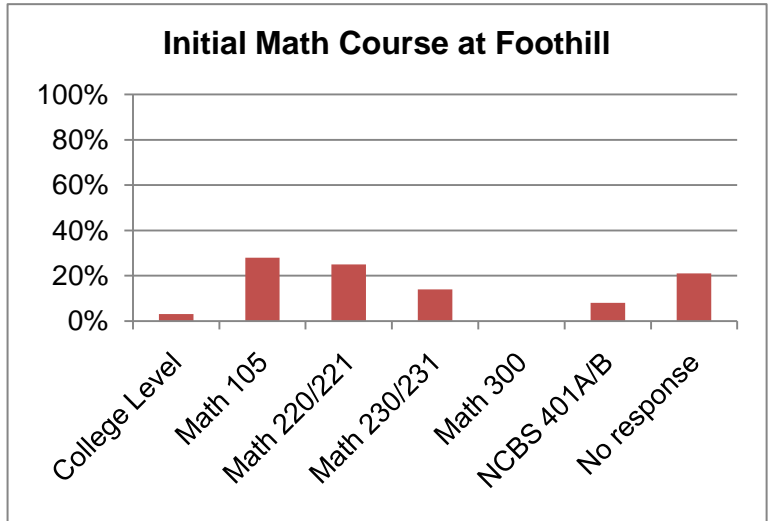 Initial Math Course at Foothill
100%
80%
60%
40%
20%
0%
College Level
Math 105
Math 220/221
Math 230/231
Math 300
NCBS 401A/B
No response